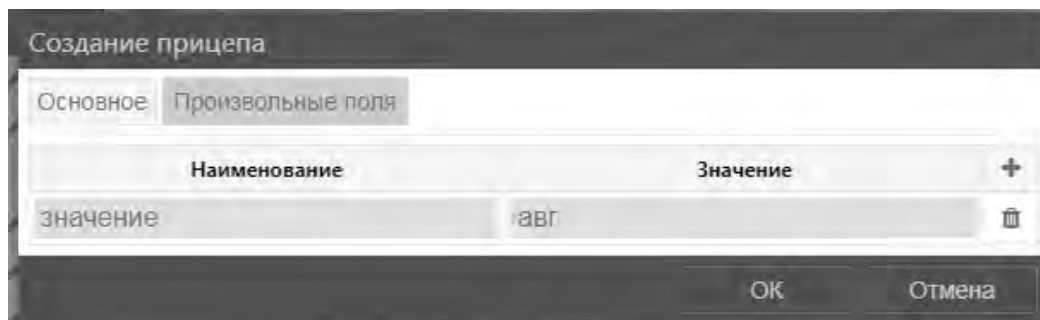 Создание прицепа
Основное Произвольные поля
Наименование Значение
значение авг
ОК Отмена